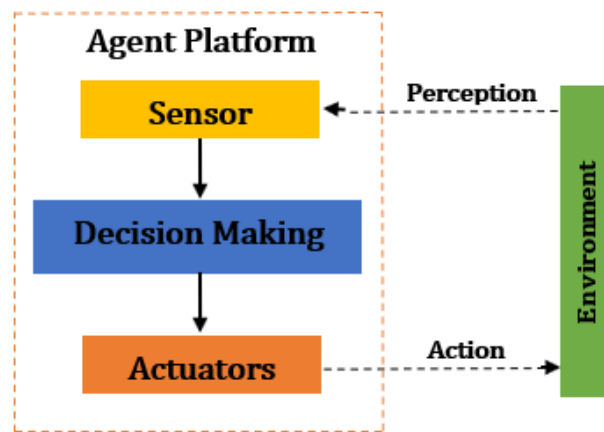 Agent Platform
Sensor
Perception
Decision Making
Environment
Actuators
Action